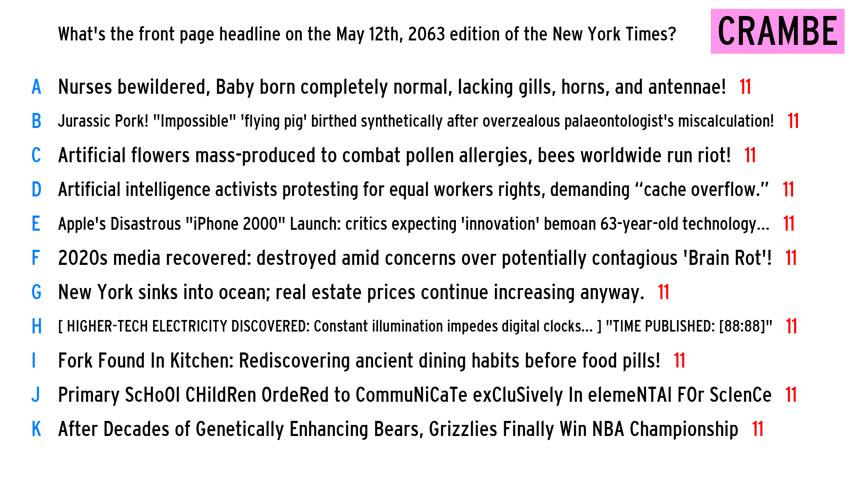 What's the front page headline on the May 12th, 2063 edition of the New York Times?
CRAMBE
A Nurses bewildered, Baby born completely normal, lacking gills, horns, and antennae! 11
B Jurassic Pork! "Impossible" 'flying pig' birthed synthetically after overzealous palaeontologist's miscalculation! 11
C Artificial flowers mass-produced to combat pollen allergies, bees worldwide run riot! 11
D Artificial intelligence activists protesting for equal workers rights, demanding “cache overflow.” 11
E Apple's Disastrous "iPhone 2000" Launch: critics expecting 'innovation' bemoan 63-year-old technology... 11
F 2020s media recovered: destroyed amid concerns over potentially contagious 'Brain Rot'! 11
G New York sinks into ocean; real estate prices continue increasing anyway. 11
H [ HIGHER-TECH ELECTRICITY DISCOVERED: Constant illumination impedes digital clocks... ] "TIME PUBLISHED: [88:88]" 11
I Fork Found In Kitchen: Rediscovering ancient dining habits before food pills! 11
J Primary ScHoOl CHildRen OrdeRed to CommuNiCaTe exCluSively In elemeNTAl FOr ScIenCe 11
K After Decades of Genetically Enhancing Bears, Grizzlies Finally Win NBA Championship 11